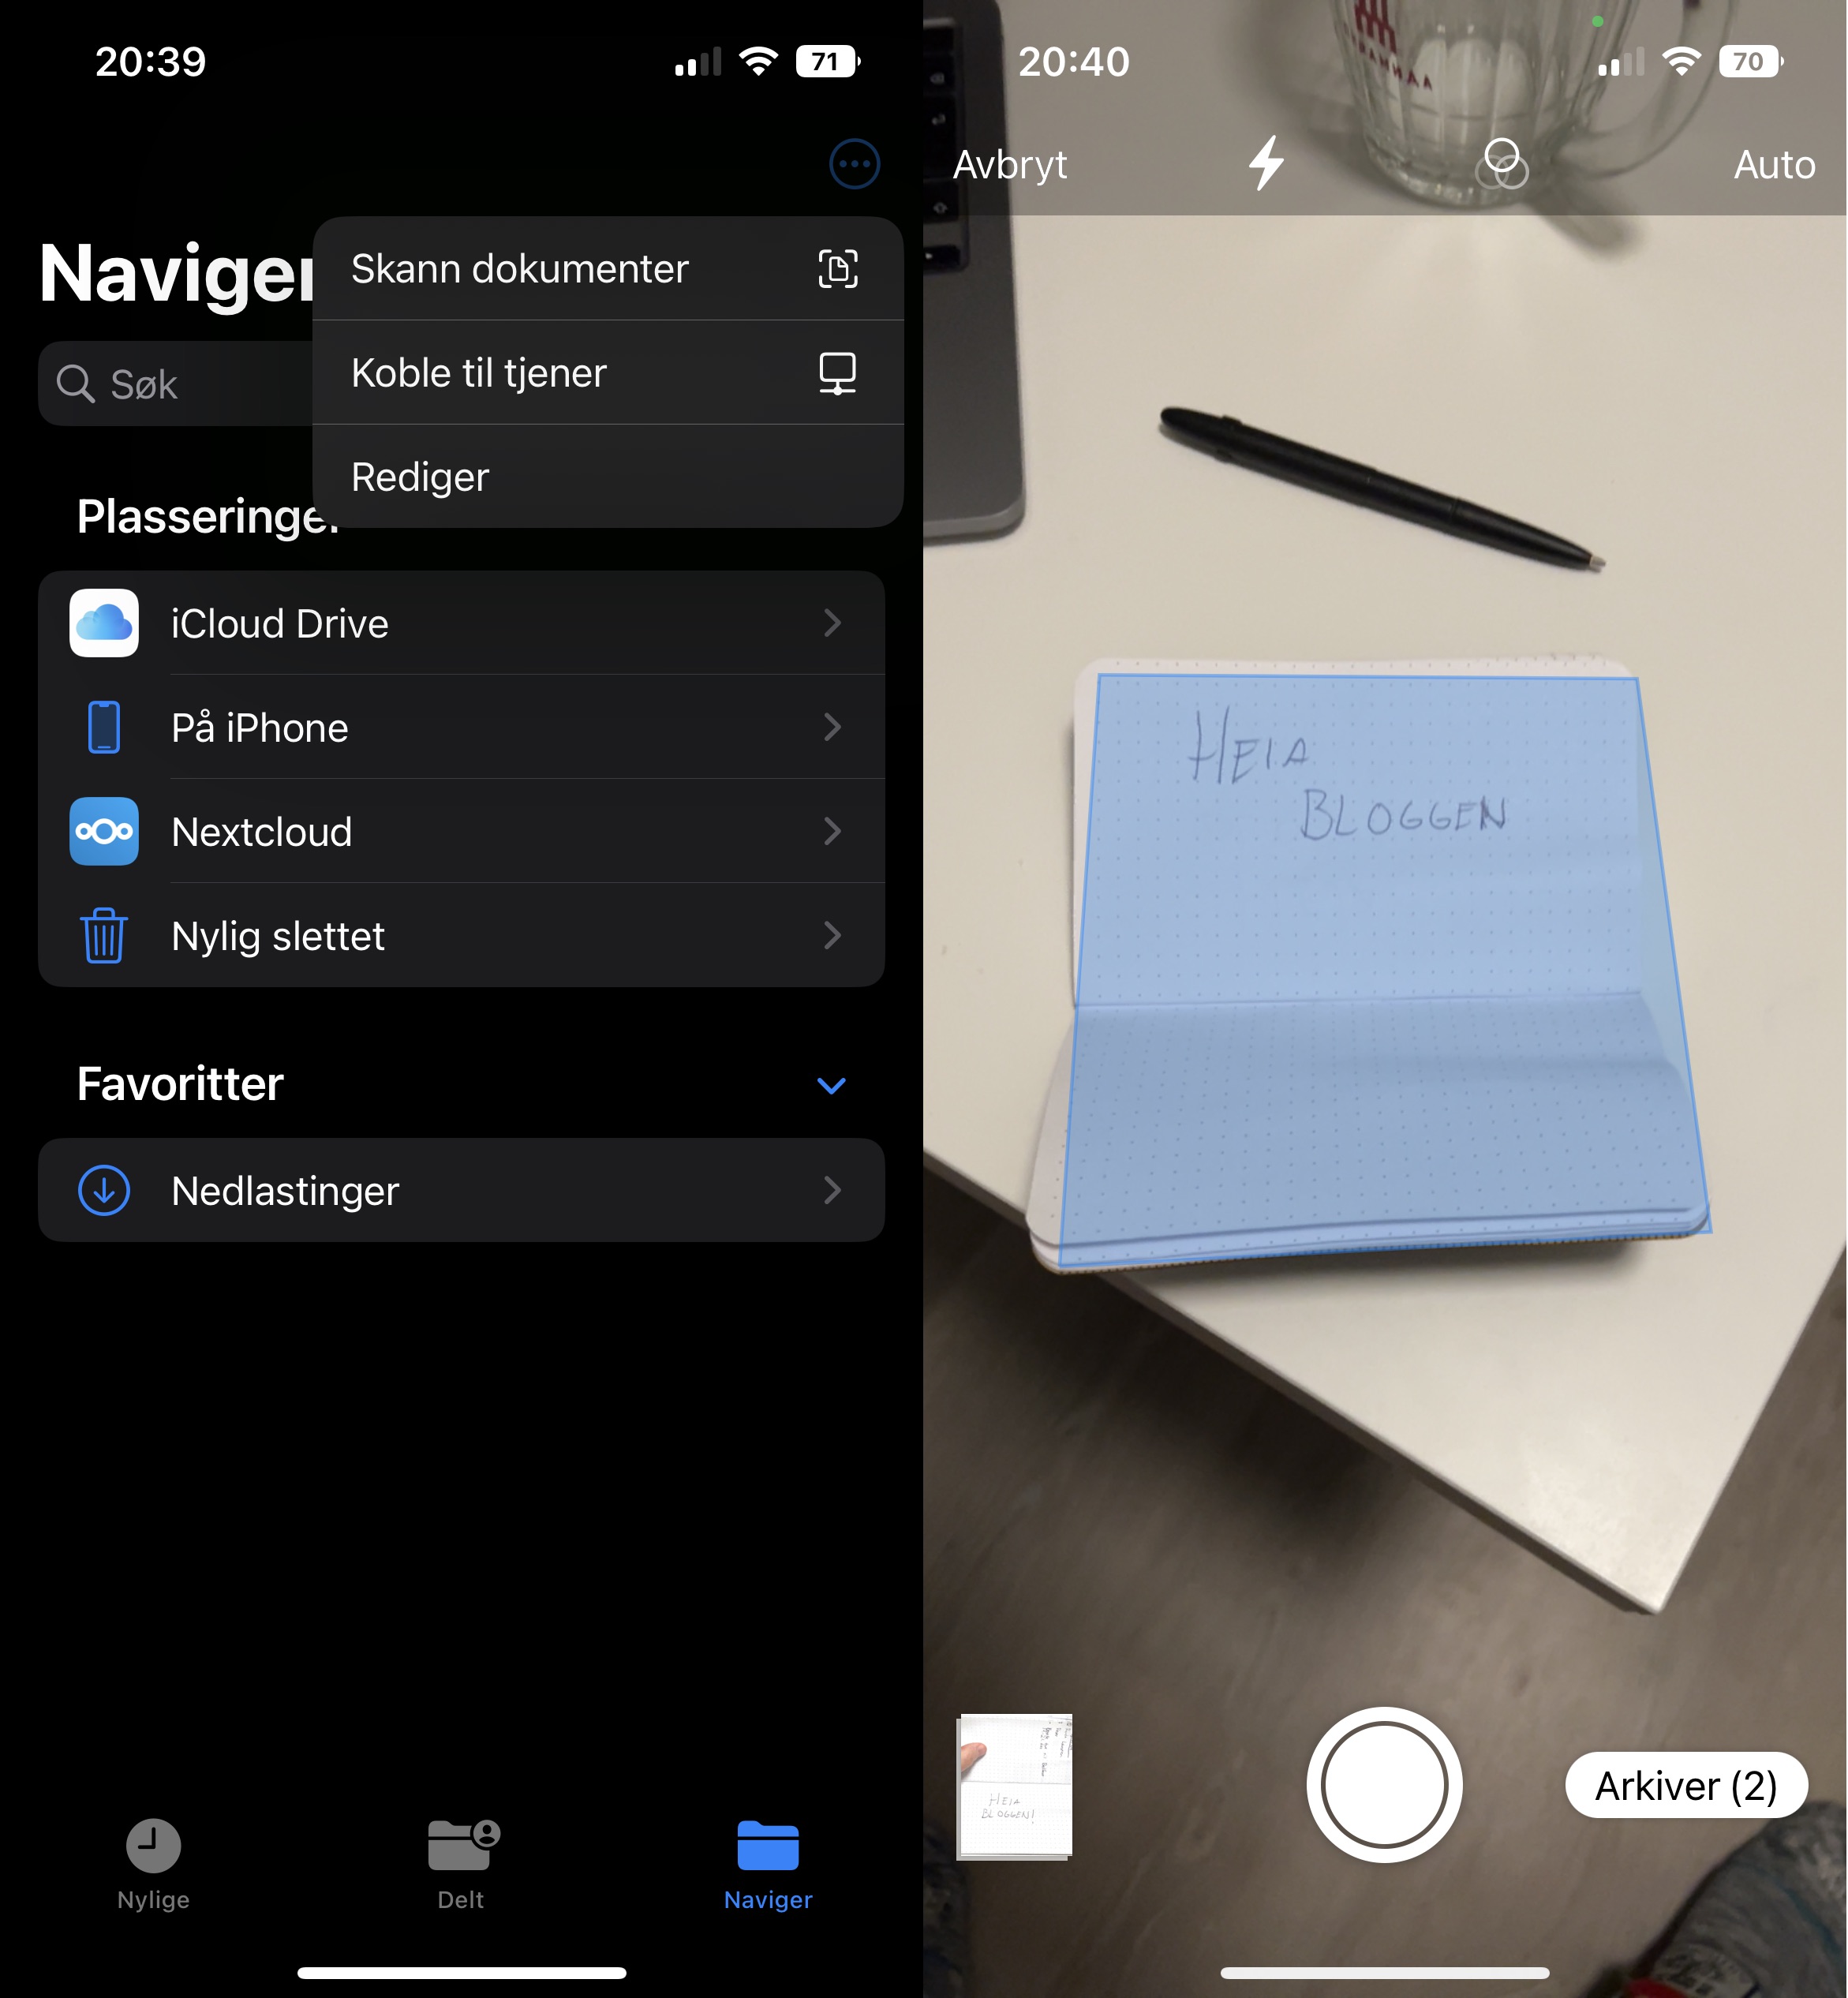 20:39
71
Naviger
Skann dokumenter
Koble til tjener
Rediger
Søk
Plasseringer
iCloud Drive
På iPhone
Nextcloud
Nylig slettet
Favoritter
Nedlastinger
Nylige
Delt
Naviger
20:40
70
Avbryt
Auto
HEIA
BLOGGEN
HEIA
BLOGGEN!
Arkiver (2)